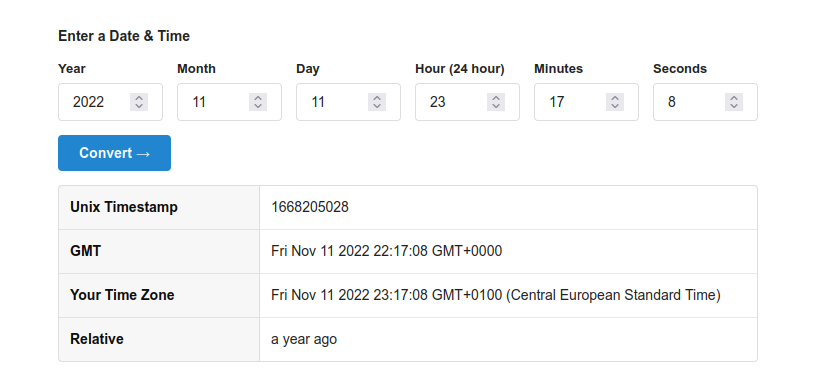 Enter a Date & Time
Year Month Day Hour (24 hour) Minutes Seconds
2022 11 11 23 17 8
Convert →
Unix Timestamp 1668205028
GMT Fri Nov 11 2022 22:17:08 GMT+0000
Your Time Zone Fri Nov 11 2022 23:17:08 GMT+0100 (Central European Standard Time)
Relative a year ago